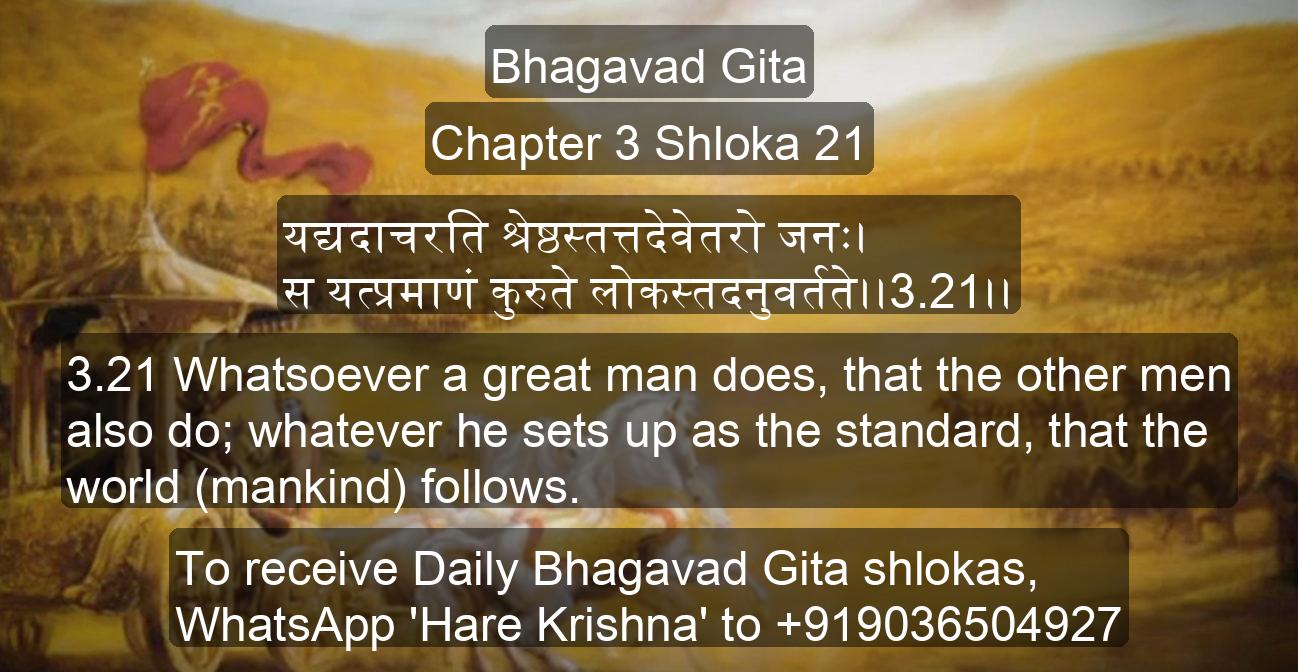 Bhagavad Gita
Chapter 3 Shloka 21
यद्यदाचरति श्रेष्ठस्तत्तदेवेतरो जनः।
स यत्प्रमाणं कुरुते लोकस्तदनुवर्तते।।3.21।।
3.21 Whatsoever a great man does, that the other men
also do; whatever he sets up as the standard, that the
world (mankind) follows.
To receive Daily Bhagavad Gita shlokas,
WhatsApp 'Hare Krishna' to +919036504927